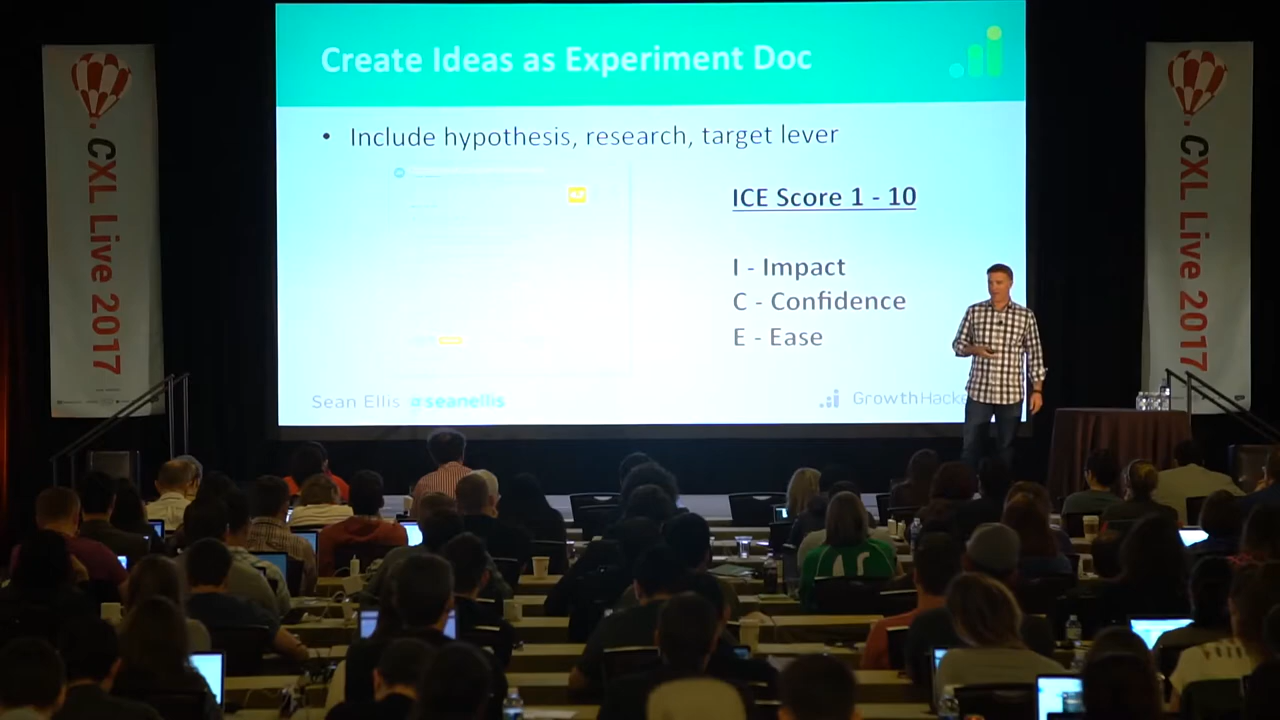 Create Ideas as Experiment Doc
• Include hypothesis, research, target lever
ICE Score 1 - 10
I - Impact
C - Confidence
E - Ease
Sean Ellis @seanellis
GrowthHacke
CXL Live 2017
CXL Live 2017